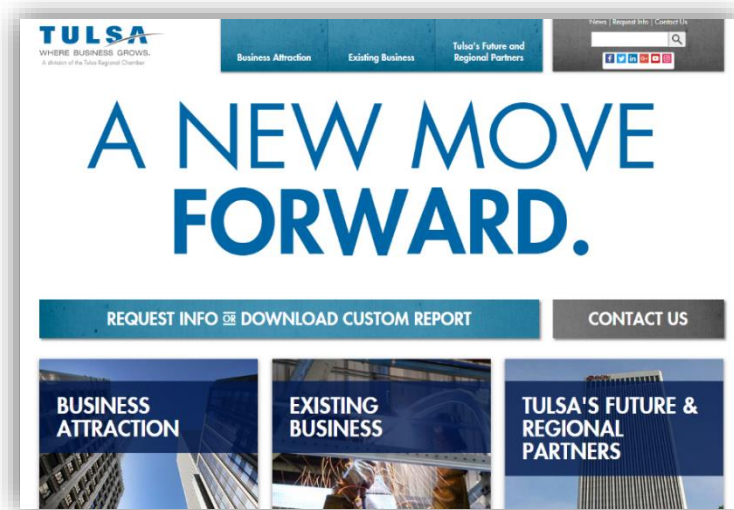 TULSA
WHERE BUSINESS GROWS.
A division of the Tulsa Regional Chamber
Business Attraction
Existing Business
Tulsa's Future and
Regional Partners
News | Request Info | Contact Us
A NEW MOVE
FORWARD.
REQUEST INFO OR DOWNLOAD CUSTOM REPORT
CONTACT US
BUSINESS
ATTRACTION
EXISTING
BUSINESS
TULSA'S FUTURE &
REGIONAL
PARTNERS